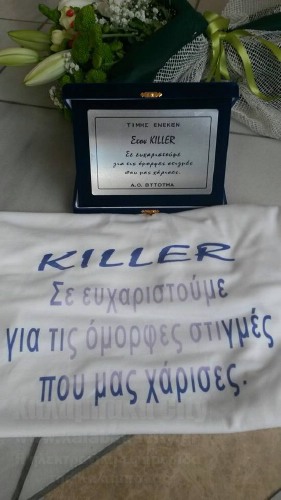 ΤΙΜΗΣ ΕΝΕΚΕΝ
Στον KILLER
Σε ευχαριστούμε
για τις όμορφες στιγμές
που μας χάρισες.
Α.Ο. ΒΤΤΟΤΜΑ
KILLER
Σε ευχαριστούμε
για τις όμορφες στιγμές
που μας χάρισες.